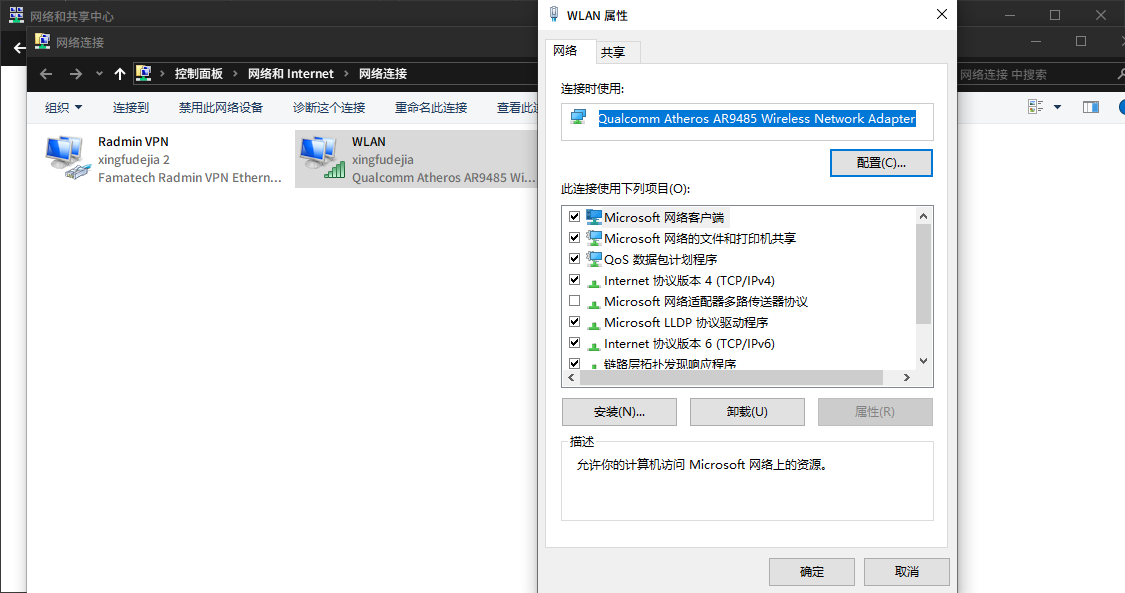 网络和共享中心
网络连接
控制面板 › 网络和 Internet › 网络连接
网络连接 中搜索
组织 连接到 禁用此网络设备 诊断这个连接 重命名此连接 查看此
Radmin VPN
xingfudejia 2
Famatech Radmin VPN Ethern...
WLAN
xingfudejia
Qualcomm Atheros AR9485 Wi...
WLAN 属性
网络 共享
连接时使用:
Qualcomm Atheros AR9485 Wireless Network Adapter
配置(C)...
此连接使用下列项目(O):
Microsoft 网络客户端
Microsoft 网络的文件和打印机共享
QoS 数据包计划程序
Internet 协议版本 4 (TCP/IPv4)
Microsoft 网络适配器多路传送器协议
Microsoft LLDP 协议驱动程序
Internet 协议版本 6 (TCP/IPv6)
链路层拓扑发现响应程序
安装(N)... 卸载(U) 属性(R)
描述
允许你的计算机访问 Microsoft 网络上的资源。
确定 取消